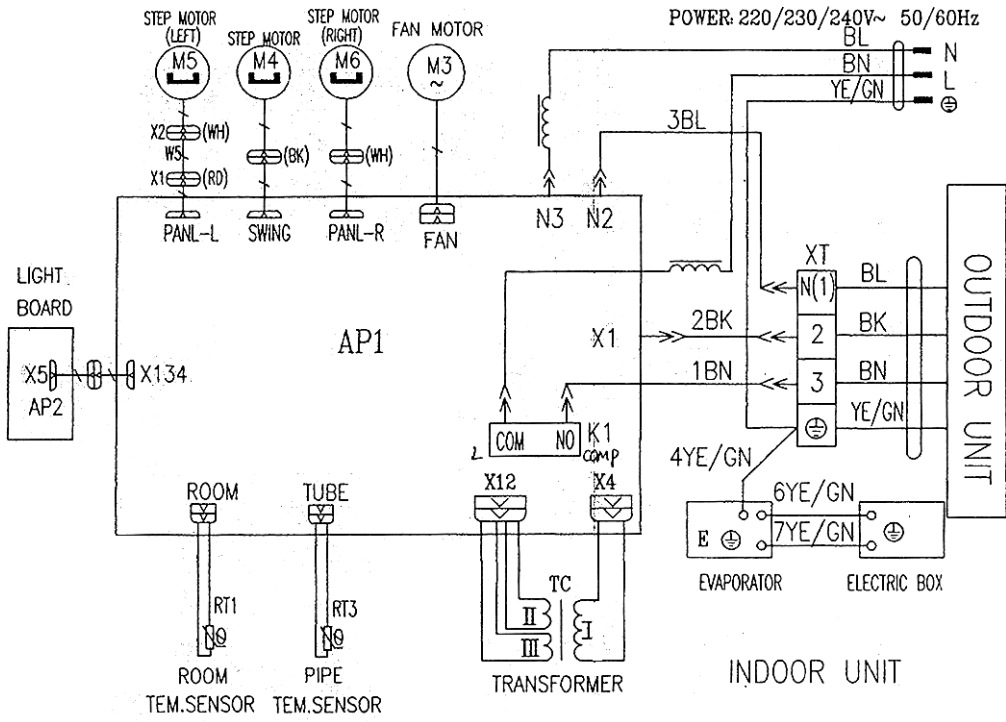 STEP MOTOR
(LEFT)
M5
STEP MOTOR
M4
STEP MOTOR
(RIGHT)
M6
FAN MOTOR
M3
~
POWER: 220/230/240V~ 50/60Hz
BL
N
BN
L
YE/GN
X2
(WH)
W5
X1
(RD)
(BK)
(WH)
3BL
PANL-L
SWING
PANL-R
FAN
N3
N2
XT
LIGHT
BOARD
X5
AP2
X134
AP1
X1
N(1)
BL
2BK
2
BK
1BN
3
BN
YE/GN
OUTDOOR UNIT
L
COM
NO
K1
comp
4YE/GN
ROOM
TUBE
X12
X4
6YE/GN
E
7YE/GN
EVAPORATOR
ELECTRIC BOX
RT1
RT3
TC
II
III
I
ROOM
TEM.SENSOR
PIPE
TEM.SENSOR
TRANSFORMER
INDOOR UNIT